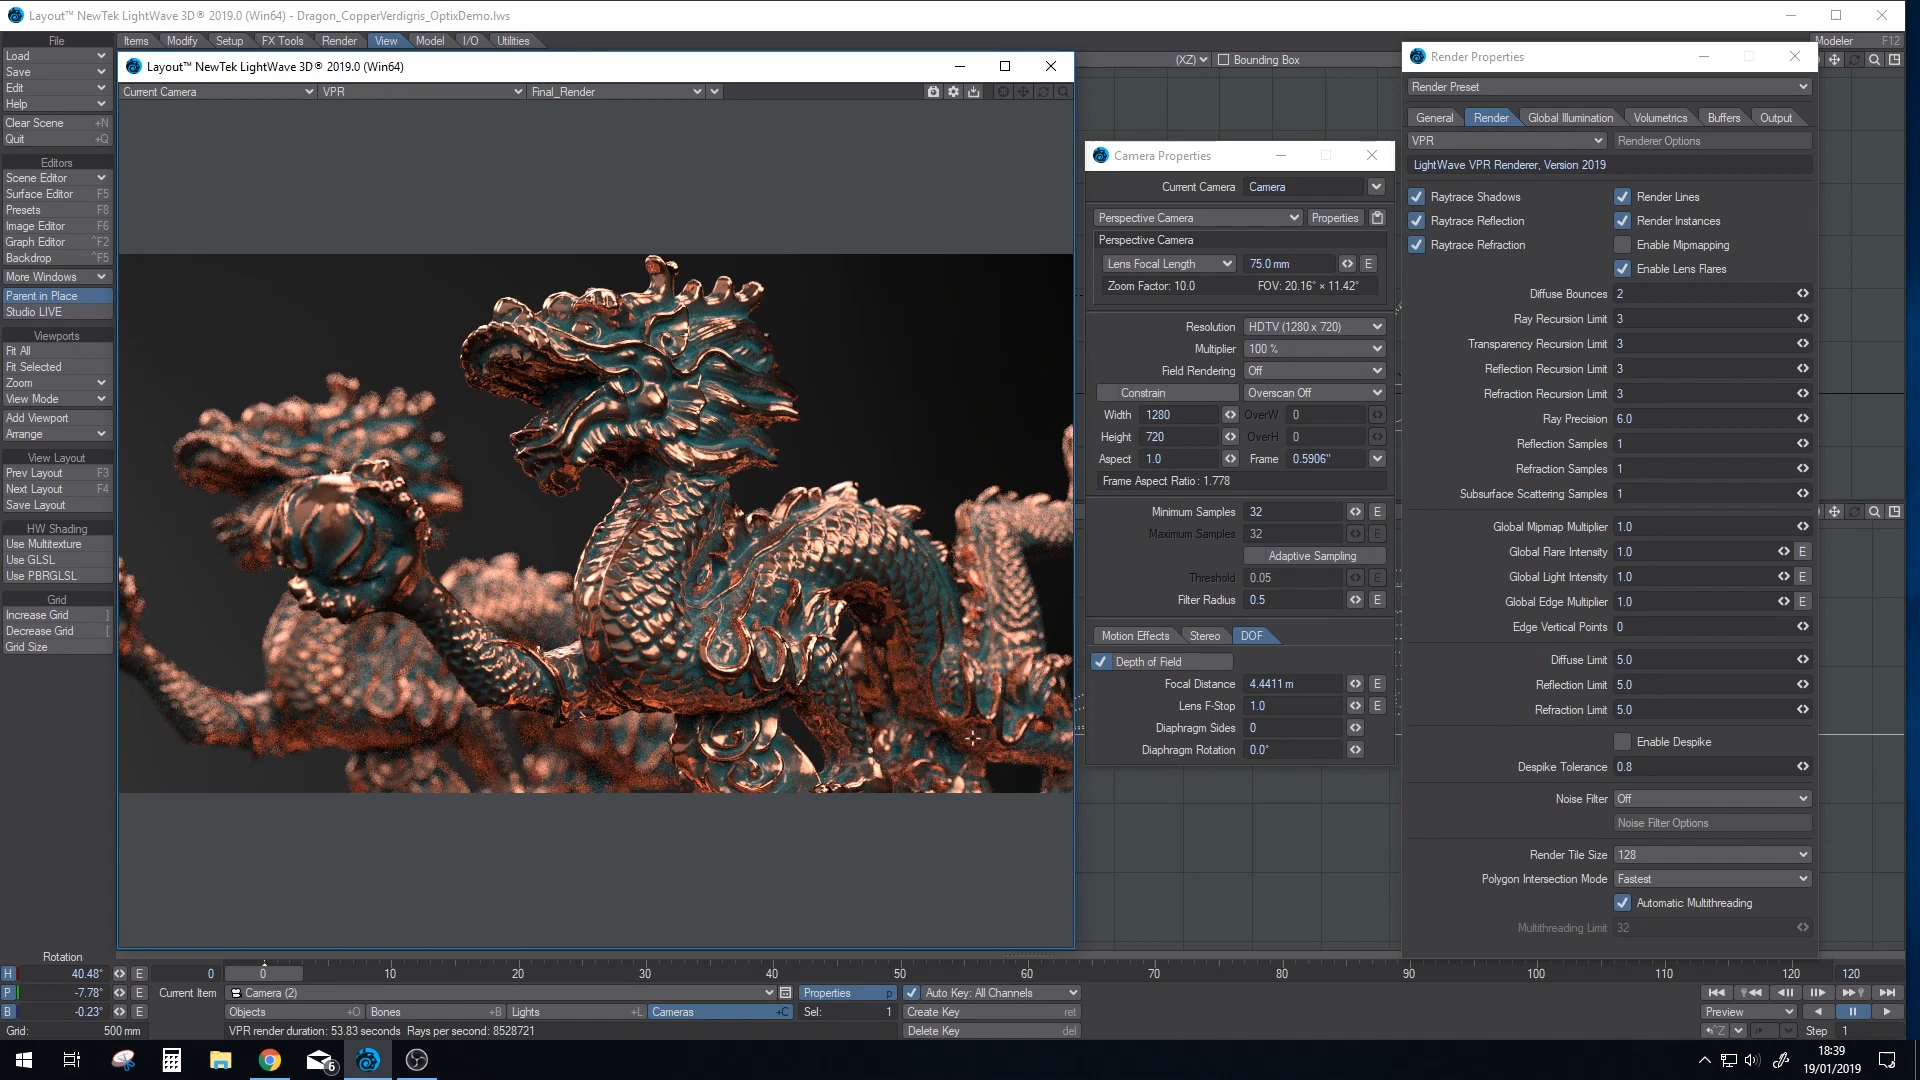 Layout™ NewTek LightWave 3D® 2019.0 (Win64) - Dragon_CopperVerdigris_OptixDemo.lws
File
Items Modify Setup FX Tools Render View Model I/O Utilities
Modeler F12
Load
Save
Edit
Help
Clear Scene +N
Quit +Q
Editors
Scene Editor
Surface Editor F5
Presets F8
Image Editor F6
Graph Editor ^F2
Backdrop ^F5
More Windows
Parent in Place
Studio LIVE
Viewports
Fit All
Fit Selected
Zoom
View Mode
Add Viewport
Arrange
View Layout
Prev Layout F3
Next Layout F4
Save Layout
HW Shading
Use Multitexture
Use GLSL
Use PBRGLSL
Grid
Increase Grid ]
Decrease Grid [
Grid Size
Layout™ NewTek LightWave 3D® 2019.0 (Win64)
Current Camera VPR Final_Render
(XZ) Bounding Box
Camera Properties
Current Camera Camera
Perspective Camera Properties
Perspective Camera
Lens Focal Length 75.0 mm E
Zoom Factor: 10.0 FOV: 20.16° × 11.42°
Resolution HDTV (1280 x 720)
Multiplier 100 %
Field Rendering Off
Constrain Overscan Off
Width 1280 OverW 0
Height 720 OverH 0
Aspect 1.0 Frame 0.5906"
Frame Aspect Ratio: 1.778
Minimum Samples 32 E
Maximum Samples 32 E
Adaptive Sampling
Threshold 0.05 E
Filter Radius 0.5 E
Motion Effects Stereo DOF
Depth of Field
Focal Distance 4.4411 m E
Lens F-Stop 1.0 E
Diaphragm Sides 0
Diaphragm Rotation 0.0°
Render Properties
Render Preset
General Render Global Illumination Volumetrics Buffers Output
VPR Renderer Options
LightWave VPR Renderer, Version 2019
Raytrace Shadows Render Lines
Raytrace Reflection Render Instances
Raytrace Refraction Enable Mipmapping
Enable Lens Flares
Diffuse Bounces 2
Ray Recursion Limit 3
Transparency Recursion Limit 3
Reflection Recursion Limit 3
Refraction Recursion Limit 3
Ray Precision 6.0
Reflection Samples 1
Refraction Samples 1
Subsurface Scattering Samples 1
Global Mipmap Multiplier 1.0
Global Flare Intensity 1.0 E
Global Light Intensity 1.0 E
Global Edge Multiplier 1.0 E
Edge Vertical Points 0
Diffuse Limit 5.0
Reflection Limit 5.0
Refraction Limit 5.0
Enable Despike
Despike Tolerance 0.8
Noise Filter Off
Noise Filter Options
Render Tile Size 128
Polygon Intersection Mode Fastest
Automatic Multithreading
Multithreading Limit 32
Rotation
H 40.48° E 0 0 10 20 30 40 50 60 70 80 90 100 110 120 120
P -7.78° E Current Item Camera (2) Properties p Auto Key: All Channels
B -0.23° E Objects +O Bones +B Lights +L Cameras +C Sel: 1 Create Key ret Preview
Grid: 500 mm VPR render duration: 53.83 seconds Rays per second: 8528721 Delete Key del ^Z Step 1
6
18:39
19/01/2019